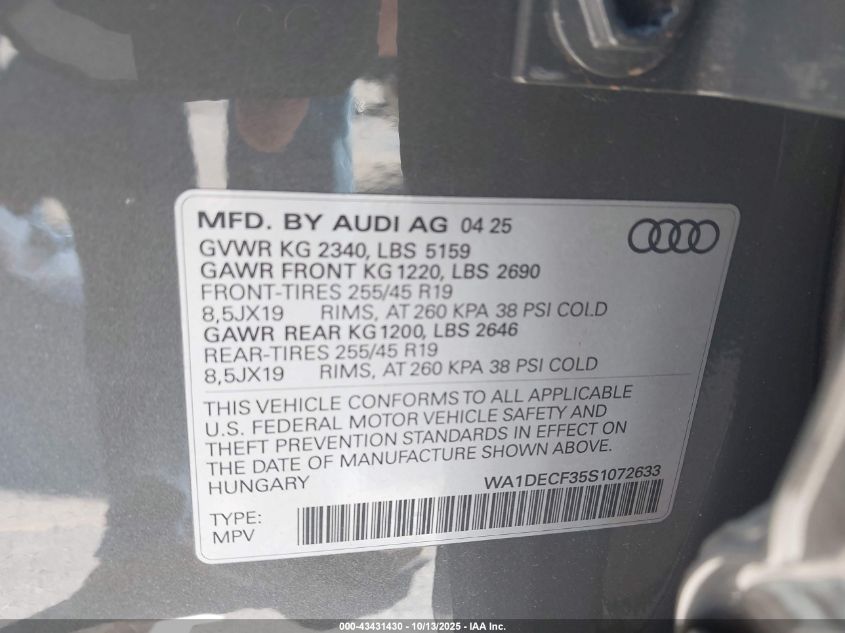 MFD. BY AUDI AG 04 25
GVWR KG 2340, LBS 5159
GAWR FRONT KG 1220, LBS 2690
FRONT-TIRES 255/45 R19
8,5JX19 RIMS, AT 260 KPA 38 PSI COLD
GAWR REAR KG 1200, LBS 2646
REAR-TIRES 255/45 R19
8,5JX19 RIMS, AT 260 KPA 38 PSI COLD
THIS VEHICLE CONFORMS TO ALL APPLICABLE
U.S. FEDERAL MOTOR VEHICLE SAFETY AND
THEFT PREVENTION STANDARDS IN EFFECT ON
THE DATE OF MANUFACTURE SHOWN ABOVE.
HUNGARY WA1DECF35S1072633
TYPE:
MPV
000-43431430 - 10/13/2025 - IAA Inc.